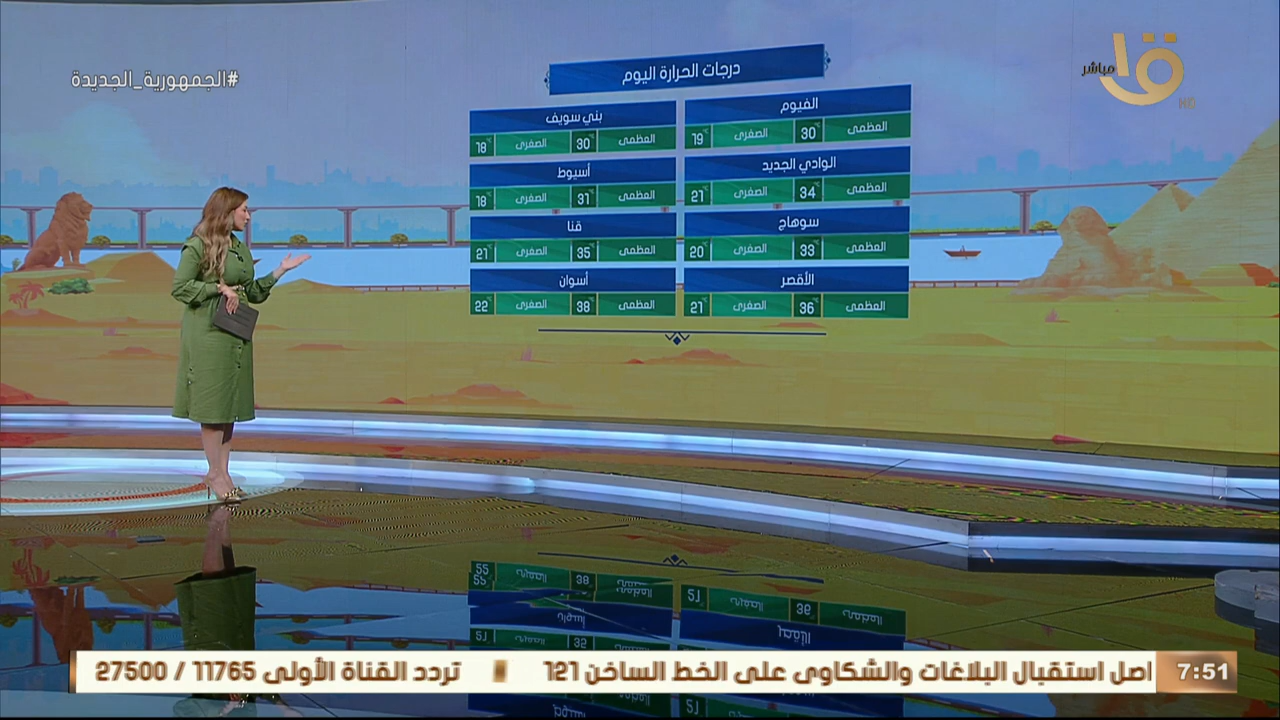 #الجمهورية_الجديدة
مباشر
HD
درجات الحرارة اليوم
الفيوم
العظمى 30°c الصغرى 19°c
بني سويف
العظمى 30°c الصغرى 18°c
الوادي الجديد
العظمى 34°c الصغرى 21°c
أسيوط
العظمى 31°c الصغرى 18°c
سوهاج
العظمى 33°c الصغرى 20°c
قنا
العظمى 35°c الصغرى 21°c
الأقصر
العظمى 36°c الصغرى 21°c
أسوان
العظمى 38°c الصغرى 22°c
7:51 اصل استقبال البلاغات والشكاوى على الخط الساخن 121 تردد القناة الأولى 11765 / 27500